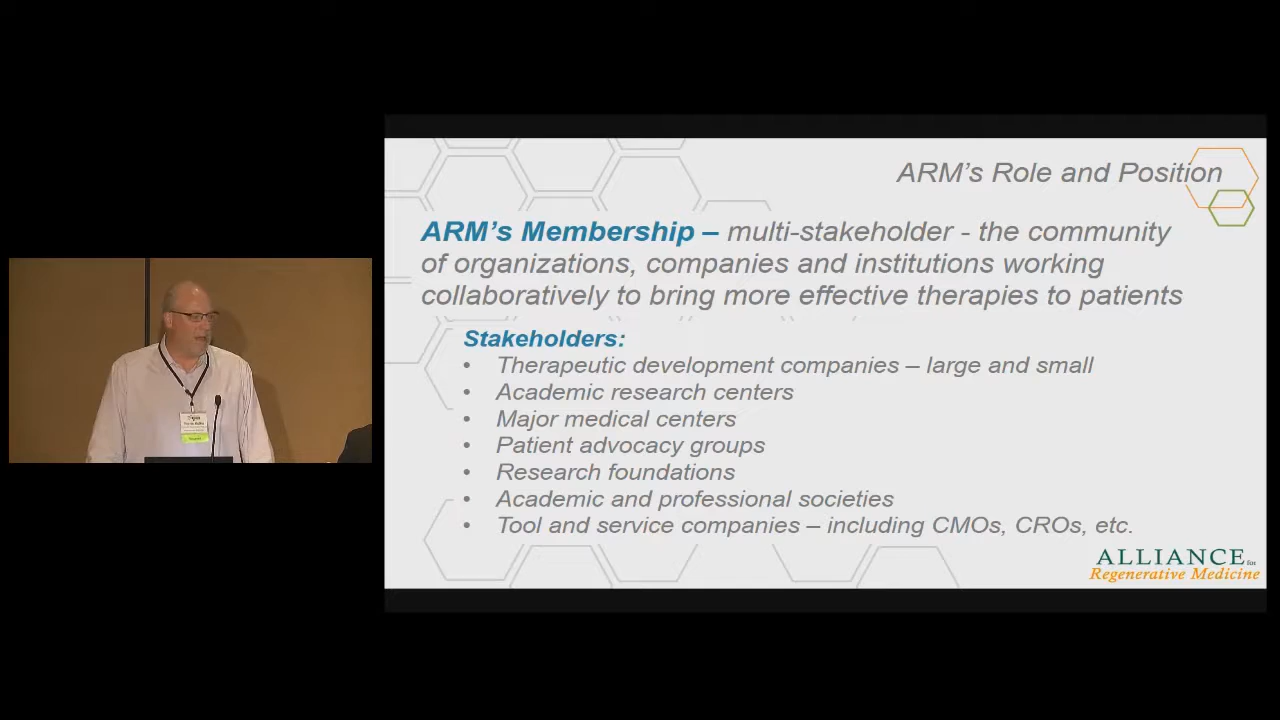 ARM's Role and Position
ARM's Membership – multi-stakeholder - the community
of organizations, companies and institutions working
collaboratively to bring more effective therapies to patients
Stakeholders:
• Therapeutic development companies – large and small
• Academic research centers
• Major medical centers
• Patient advocacy groups
• Research foundations
• Academic and professional societies
• Tool and service companies – including CMOs, CROs, etc.
ALLIANCE for
Regenerative Medicine